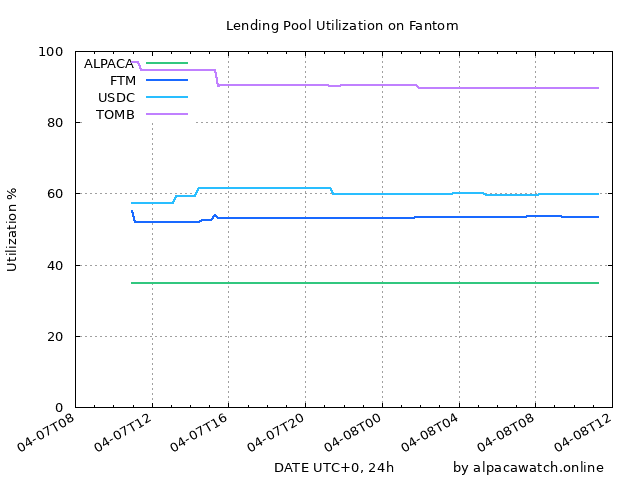 Lending Pool Utilization on Fantom
Utilization %
100
80
60
40
20
0
ALPACA
FTM
USDC
TOMB
04-07T08
04-07T12
04-07T16
04-07T20
04-08T00
04-08T04
04-08T08
04-08T12
DATE UTC+0, 24h
by alpacawatch.online